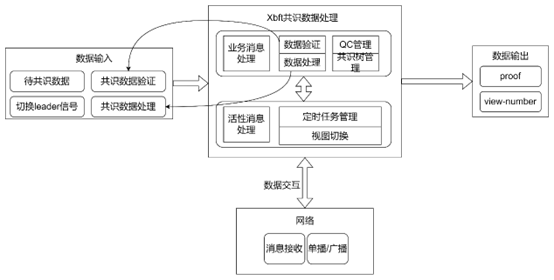 Xbft共识数据处理
数据输入
待共识数据
共识数据验证
切换leader信号
共识数据处理
业务消息
处理
数据验证
QC管理
数据处理
共识树管
理
活性消息
处理
定时任务管理
视图切换
数据输出
proof
view-number
数据交互
网络
消息接收
单播/广播